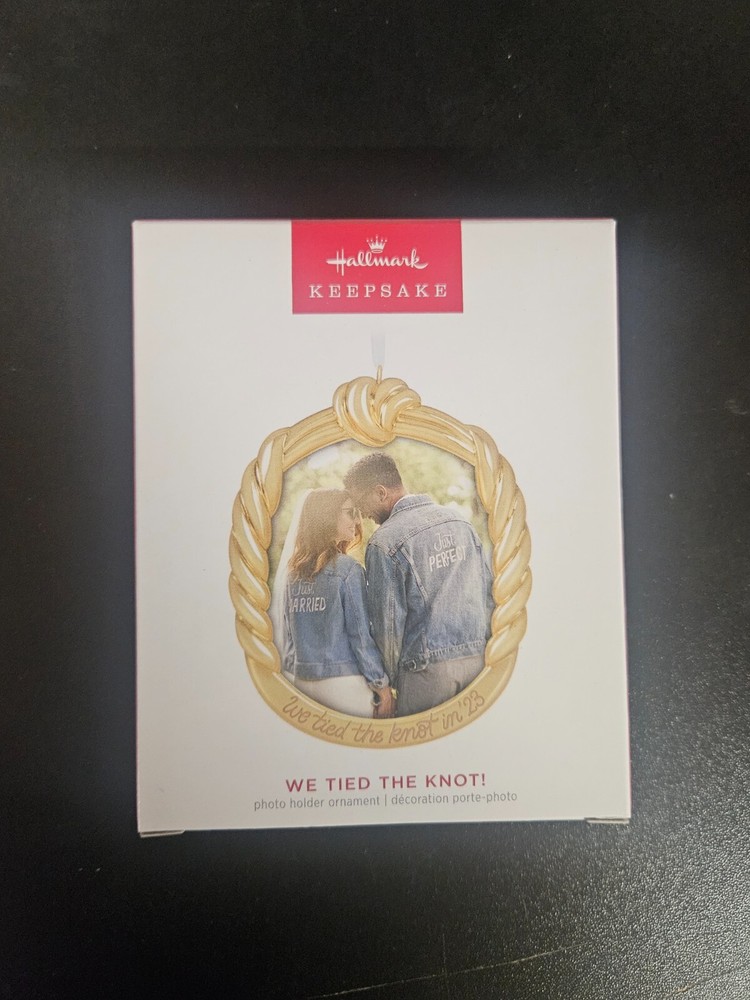 Hallmark
KEEPSAKE
Just
PERFECT
Just
MARRIED
we tied the knot in '23
WE TIED THE KNOT!
photo holder ornament | décoration porte-photo